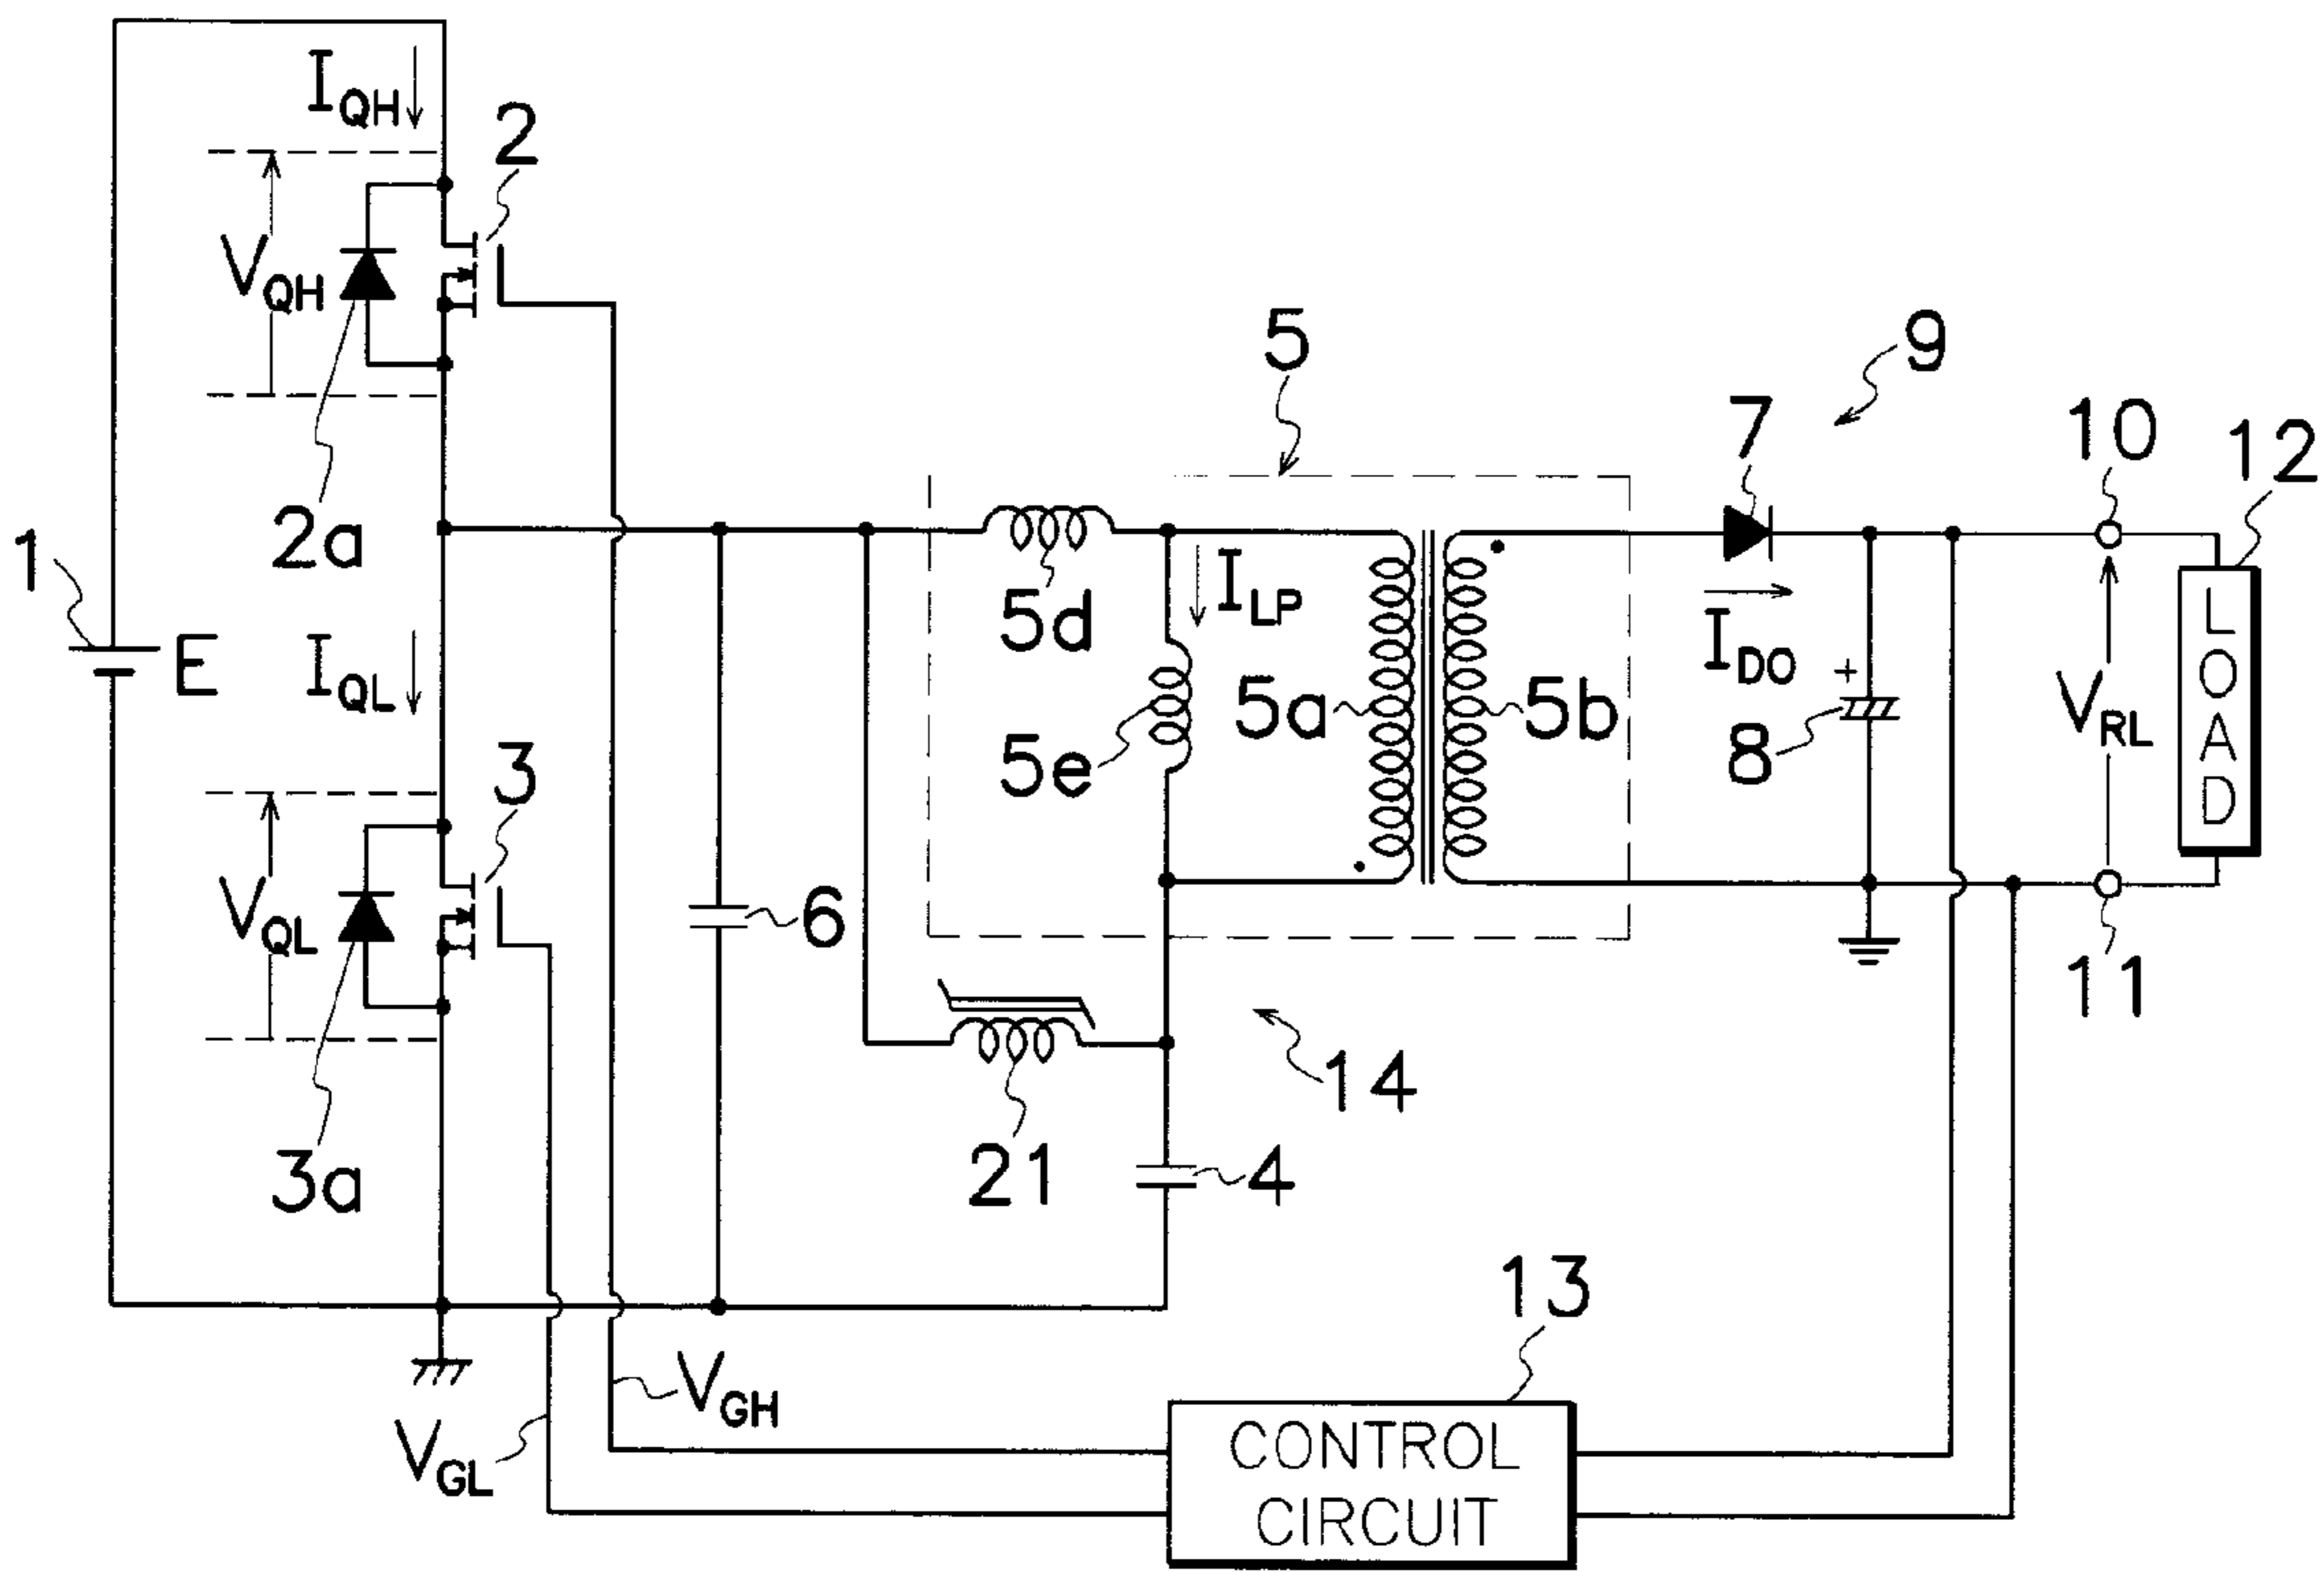 I_QH
2
V_QH
2a
5
9
7
10
12
1
E
I_QL
5d
I_LP
5e
5a
5b
I_DO
+
8
V_RL
LOAD
3
V_QL
6
3a
21
14
4
11
13
V_GH
V_GL
CONTROL
CIRCUIT